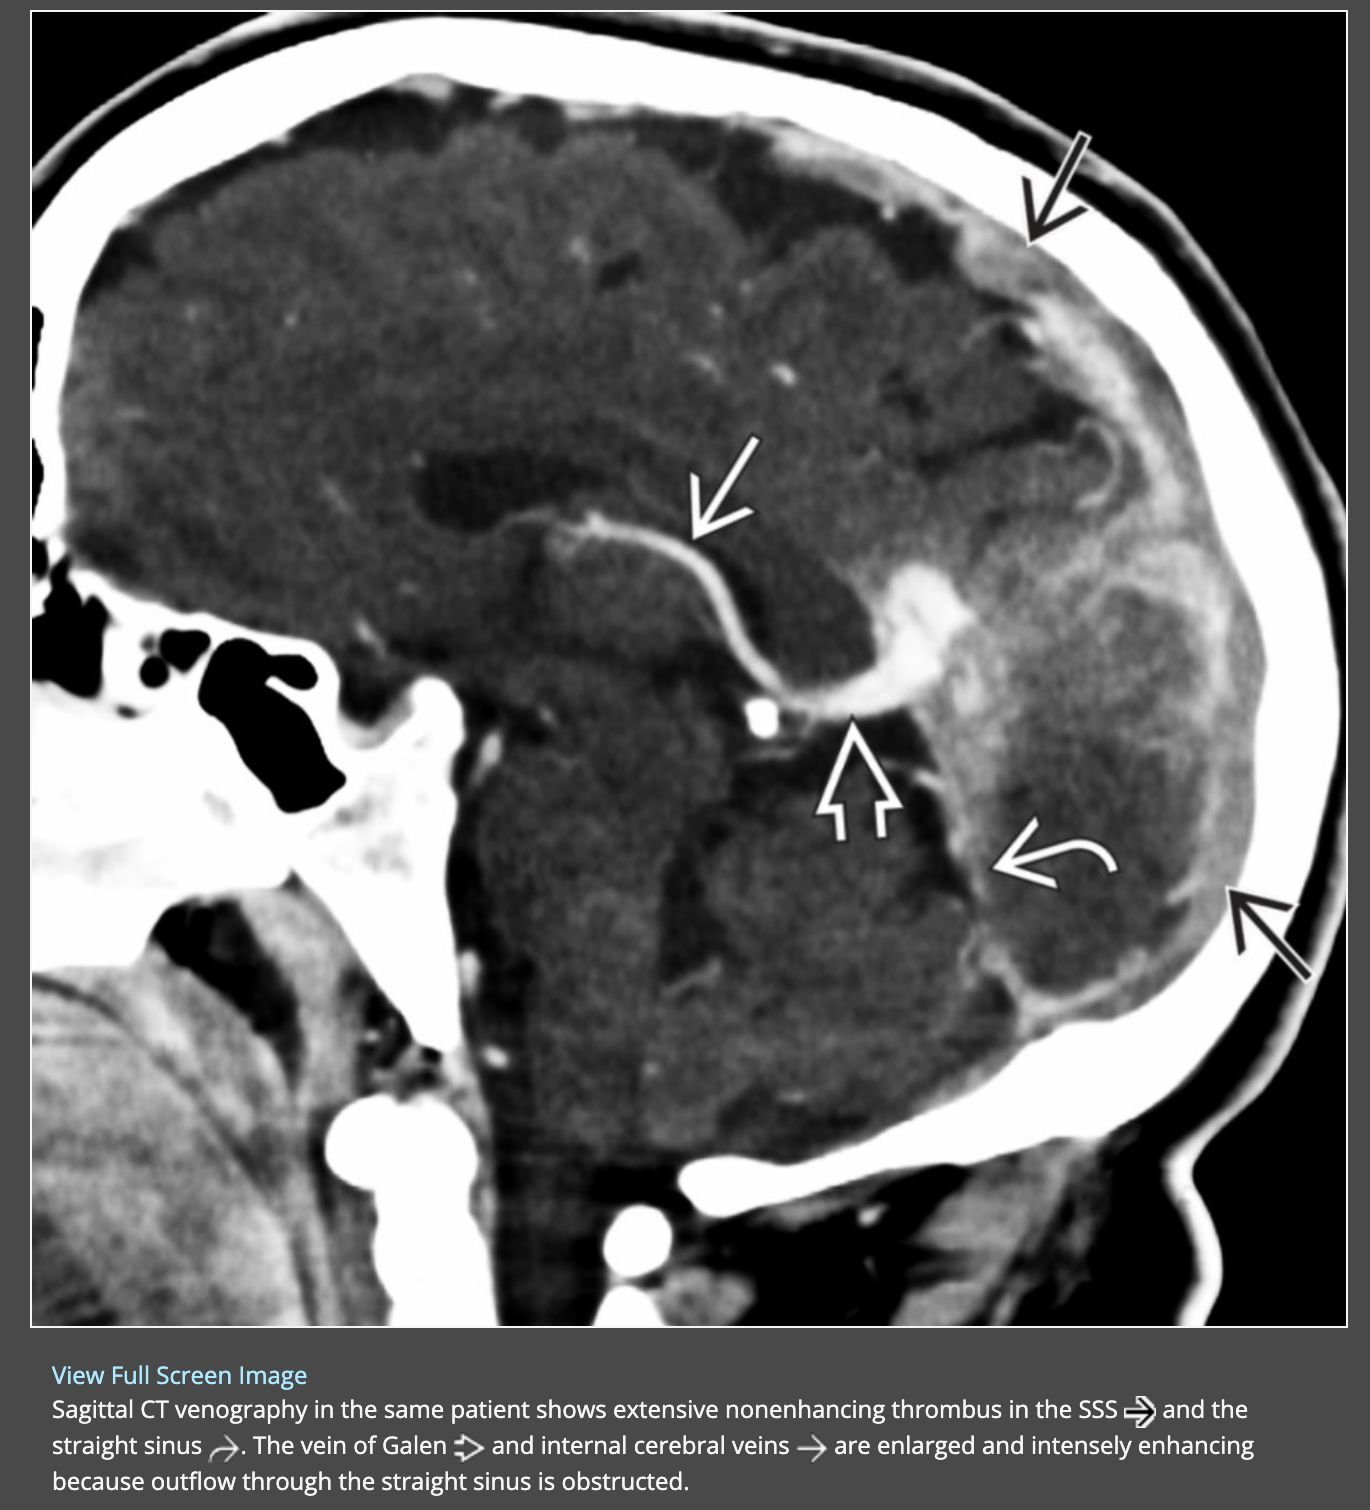 View Full Screen Image
Sagittal CT venography in the same patient shows extensive nonenhancing thrombus in the SSS and the
straight sinus . The vein of Galen and internal cerebral veins are enlarged and intensely enhancing
because outflow through the straight sinus is obstructed.